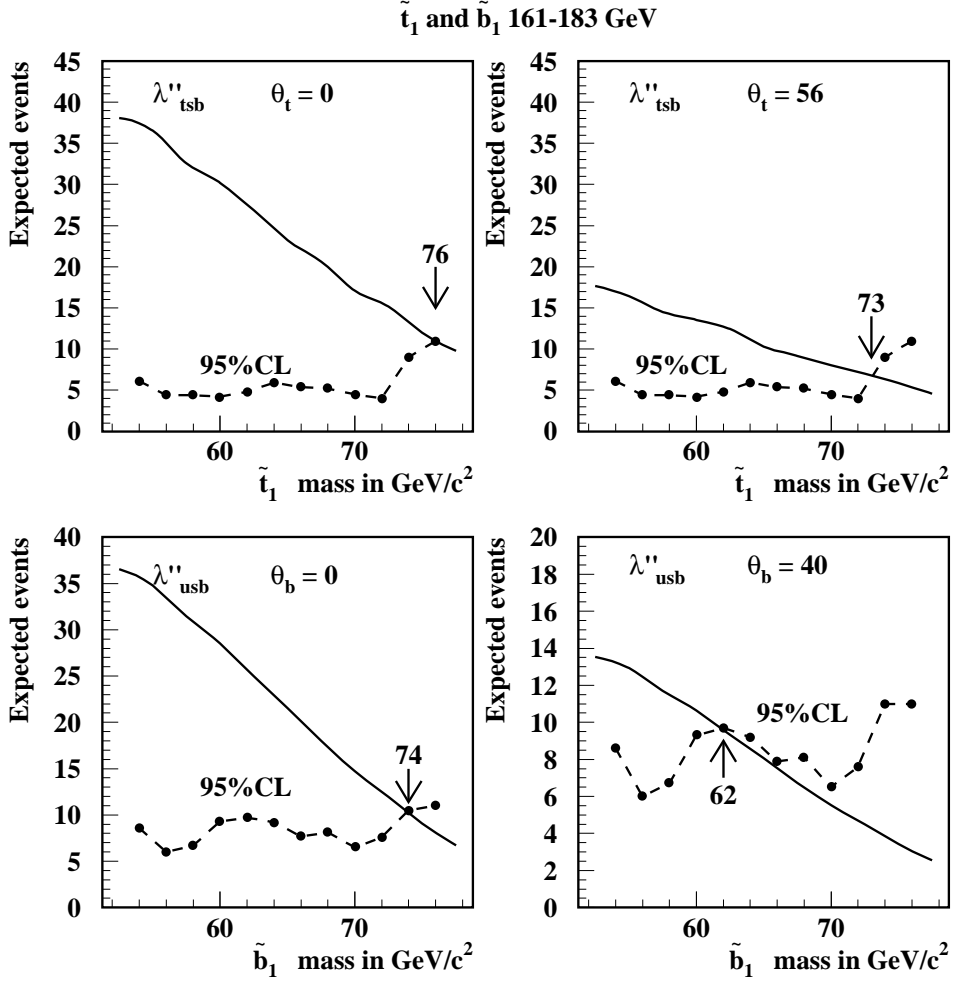 t̃₁ and b̃₁ 161-183 GeV
Expected events
45
40
35
30
25
20
15
10
5
0
λ''tsb θt = 0
76
95%CL
60 70
t̃₁ mass in GeV/c²
Expected events
45
40
35
30
25
20
15
10
5
0
λ''tsb θt = 56
73
95%CL
60 70
t̃₁ mass in GeV/c²
Expected events
40
35
30
25
20
15
10
5
0
λ''usb θb = 0
74
95%CL
60 70
b̃₁ mass in GeV/c²
Expected events
20
18
16
14
12
10
8
6
4
2
0
λ''usb θb = 40
95%CL
62
60 70
b̃₁ mass in GeV/c²